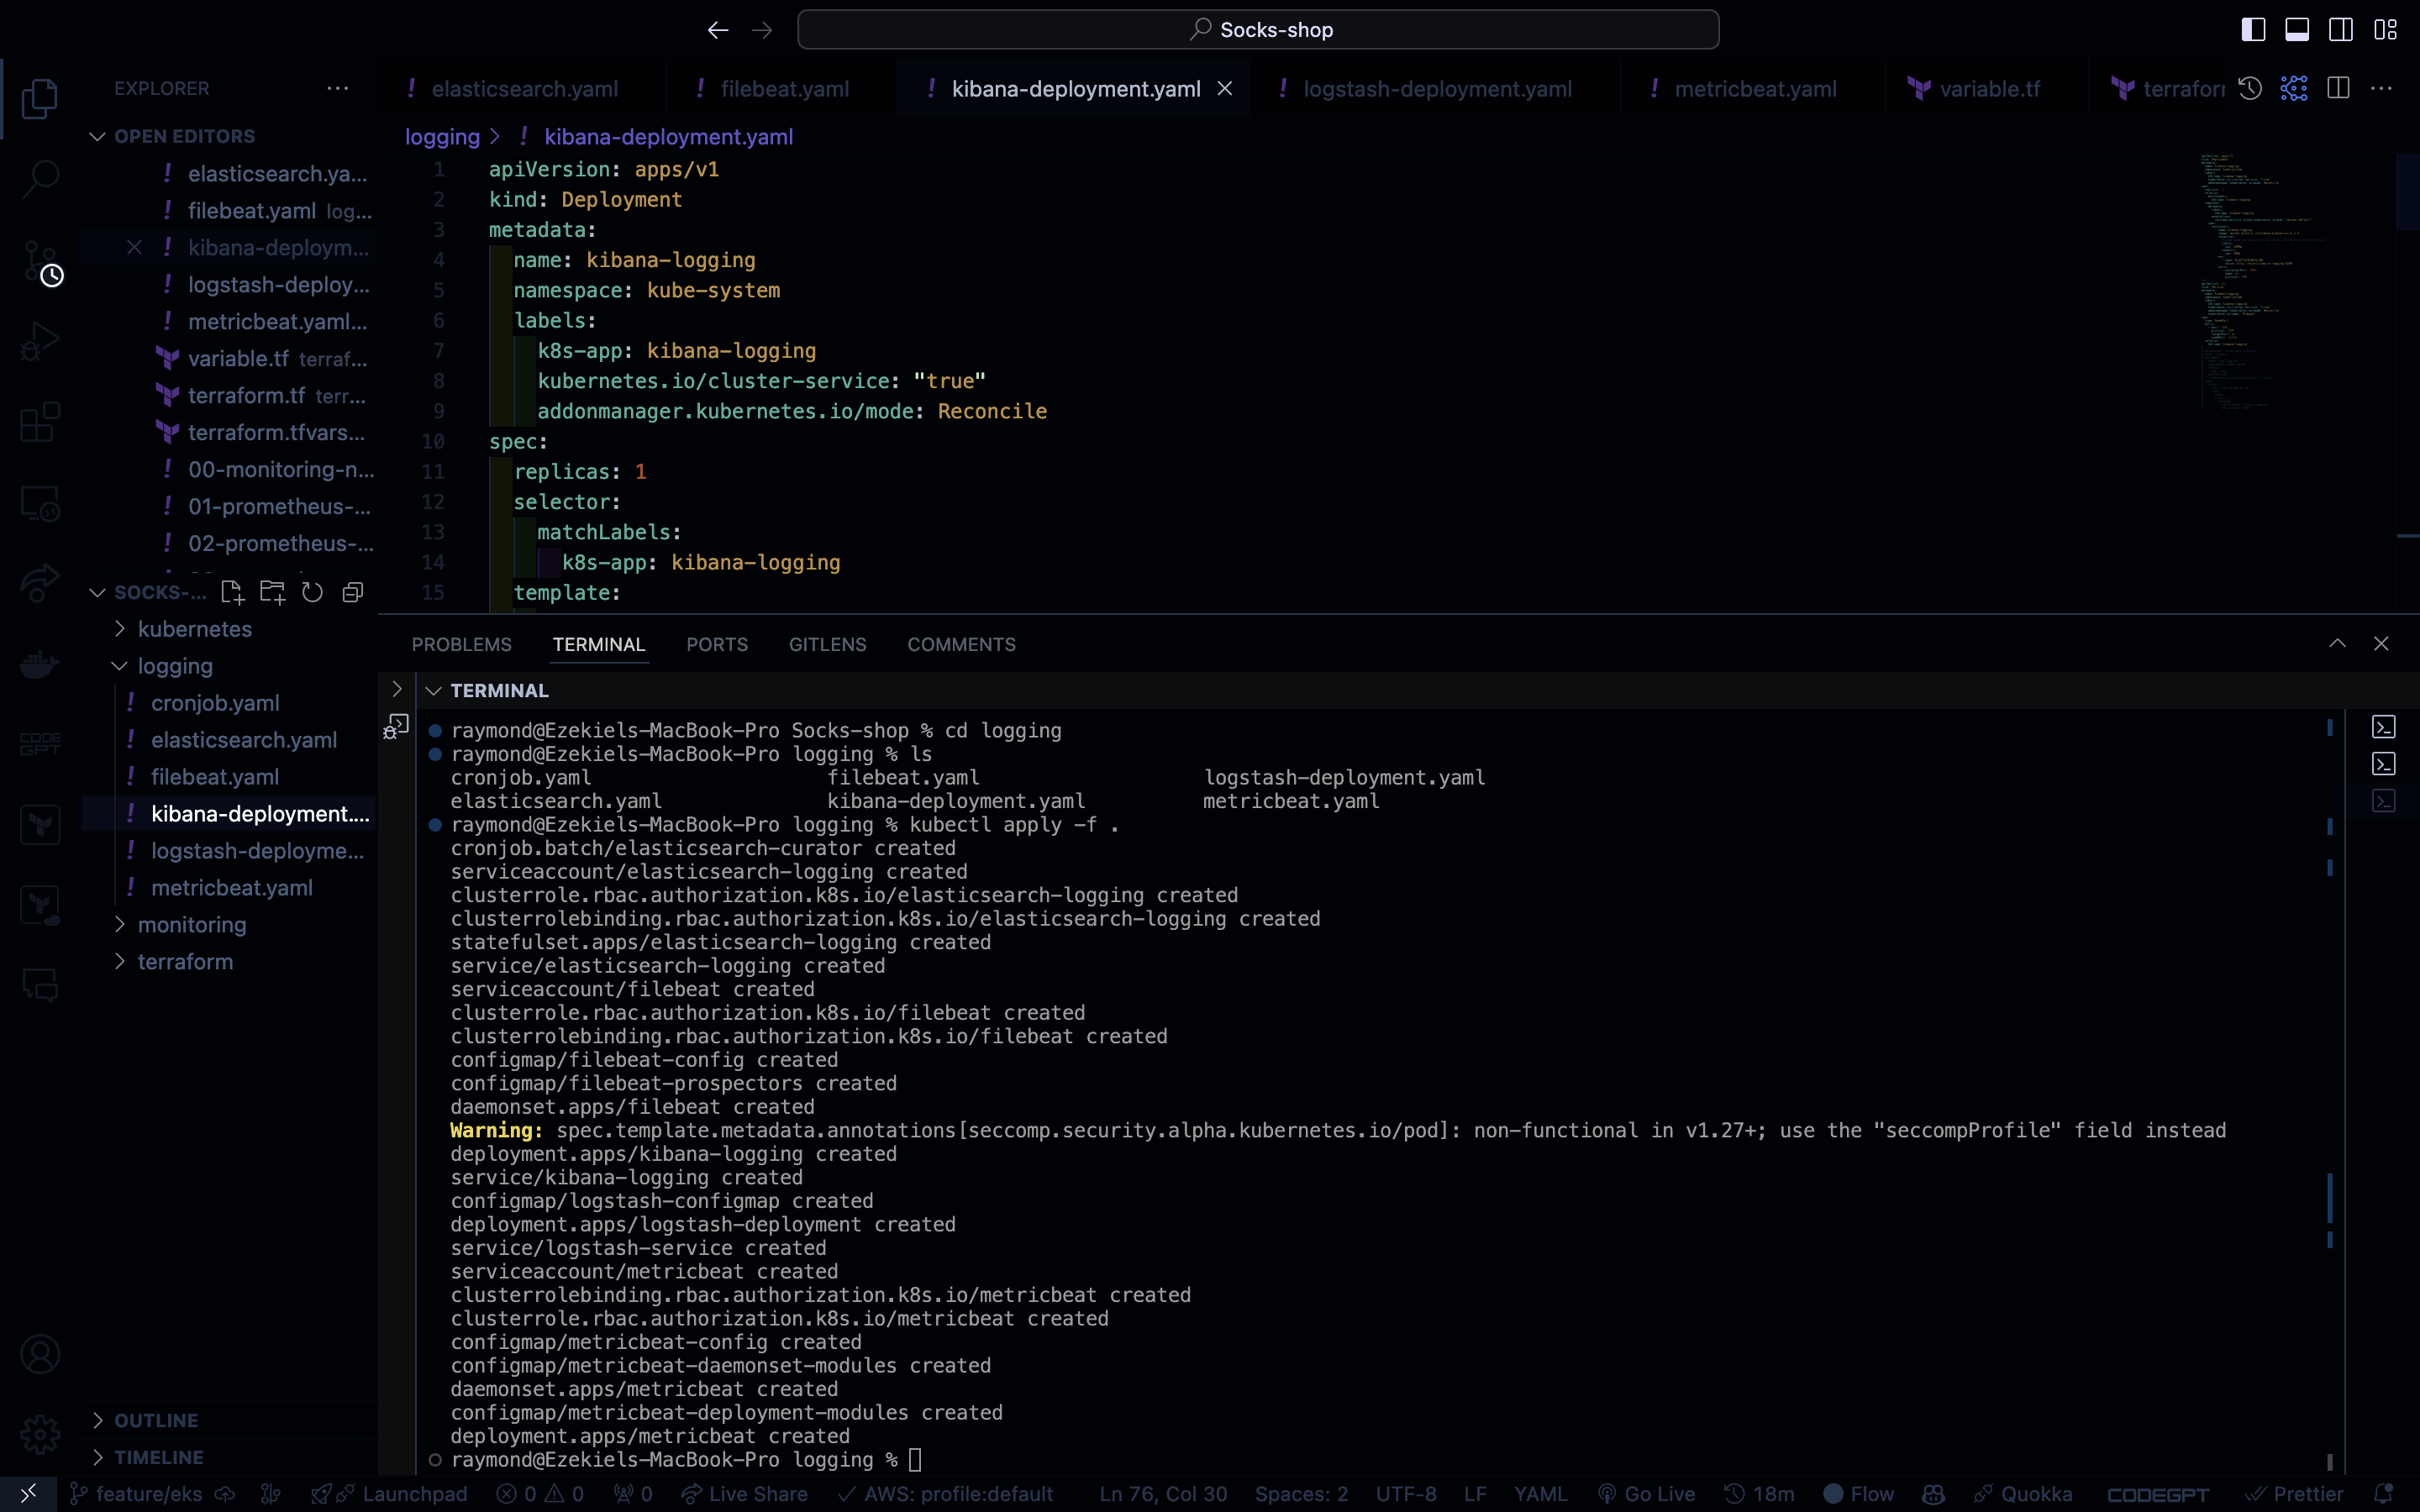 Socks-shop
EXPLORER
elasticsearch.yaml
filebeat.yaml
kibana-deployment.yaml
logstash-deployment.yaml
metricbeat.yaml
variable.tf
terrafor
OPEN EDITORS
elasticsearch.ya...
filebeat.yaml log...
kibana-deploym...
logstash-deploy...
metricbeat.yaml...
variable.tf terraf...
terraform.tf terr...
terraform.tfvars...
00-monitoring-n...
01-prometheus-...
02-prometheus-...
SOCKS-...
kubernetes
logging
cronjob.yaml
elasticsearch.yaml
filebeat.yaml
kibana-deployment....
logstash-deployme...
metricbeat.yaml
monitoring
terraform
OUTLINE
TIMELINE
logging > ! kibana-deployment.yaml
1 apiVersion: apps/v1
2 kind: Deployment
3 metadata:
4 name: kibana-logging
5 namespace: kube-system
6 labels:
7 k8s-app: kibana-logging
8 kubernetes.io/cluster-service: "true"
9 addonmanager.kubernetes.io/mode: Reconcile
10 spec:
11 replicas: 1
12 selector:
13 matchLabels:
14 k8s-app: kibana-logging
15 template:
PROBLEMS TERMINAL PORTS GITLENS COMMENTS
TERMINAL
raymond@Ezekiels-MacBook-Pro Socks-shop % cd logging
raymond@Ezekiels-MacBook-Pro logging % ls
cronjob.yaml filebeat.yaml logstash-deployment.yaml
elasticsearch.yaml kibana-deployment.yaml metricbeat.yaml
raymond@Ezekiels-MacBook-Pro logging % kubectl apply -f .
cronjob.batch/elasticsearch-curator created
serviceaccount/elasticsearch-logging created
clusterrole.rbac.authorization.k8s.io/elasticsearch-logging created
clusterrolebinding.rbac.authorization.k8s.io/elasticsearch-logging created
statefulset.apps/elasticsearch-logging created
service/elasticsearch-logging created
serviceaccount/filebeat created
clusterrole.rbac.authorization.k8s.io/filebeat created
clusterrolebinding.rbac.authorization.k8s.io/filebeat created
configmap/filebeat-config created
configmap/filebeat-prospectors created
daemonset.apps/filebeat created
Warning: spec.template.metadata.annotations[seccomp.security.alpha.kubernetes.io/pod]: non-functional in v1.27+; use the "seccompProfile" field instead
deployment.apps/kibana-logging created
service/kibana-logging created
configmap/logstash-configmap created
deployment.apps/logstash-deployment created
service/logstash-service created
serviceaccount/metricbeat created
clusterrolebinding.rbac.authorization.k8s.io/metricbeat created
clusterrole.rbac.authorization.k8s.io/metricbeat created
configmap/metricbeat-config created
configmap/metricbeat-daemonset-modules created
daemonset.apps/metricbeat created
configmap/metricbeat-deployment-modules created
deployment.apps/metricbeat created
raymond@Ezekiels-MacBook-Pro logging %
CODE
GPT
feature/eks Launchpad 0 0 0 Live Share AWS: profile:default Ln 76, Col 30 Spaces: 2 UTF-8 LF YAML Go Live 18m Flow Quokka CODEGPT Prettier